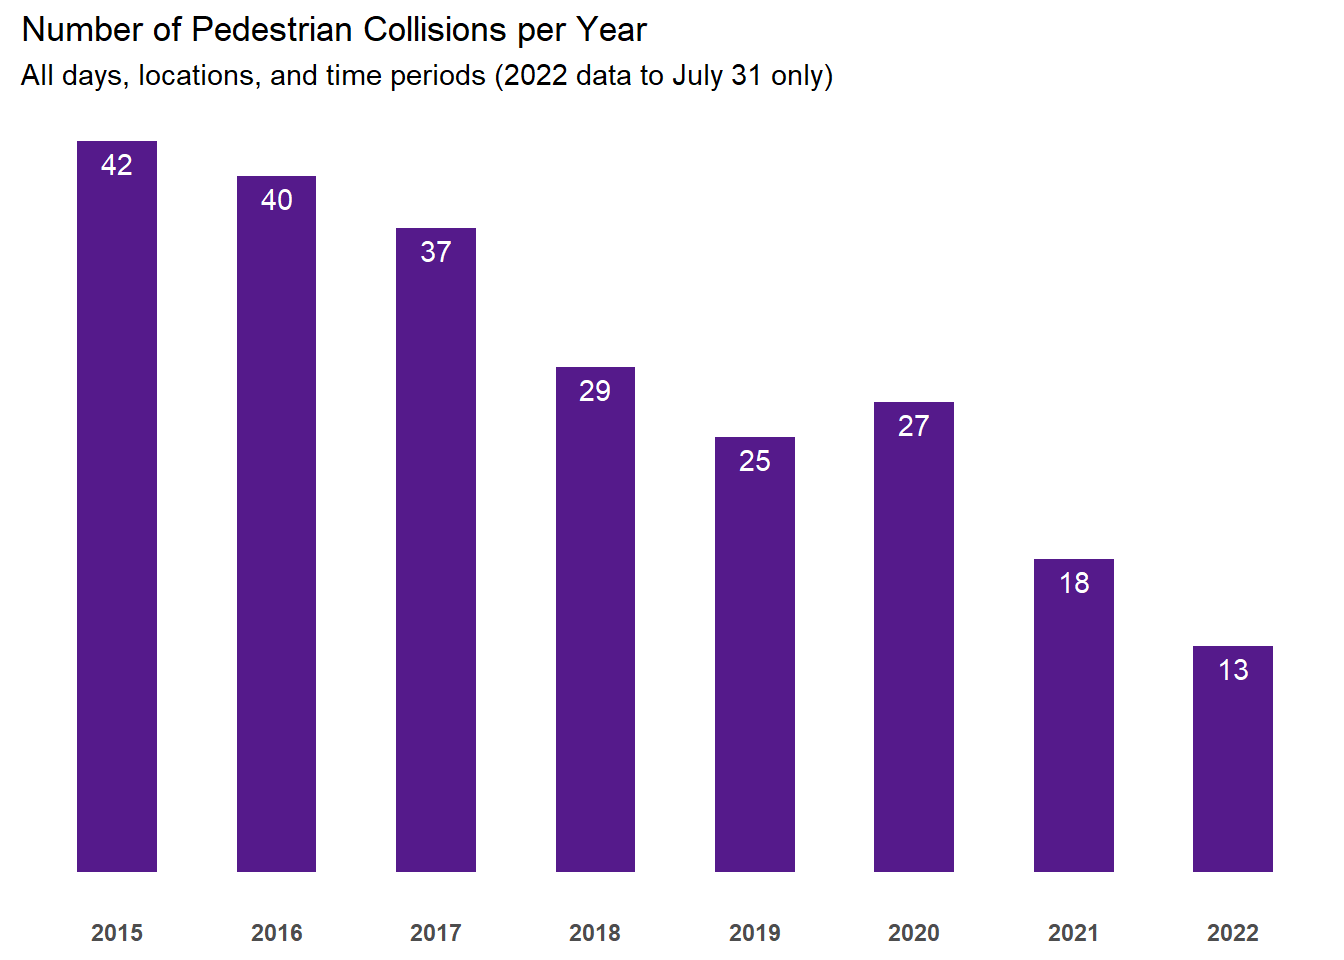 Number of Pedestrian Collisions per Year
All days, locations, and time periods (2022 data to July 31 only)
42
40
37
29
25
27
18
13
2015 2016 2017 2018 2019 2020 2021 2022